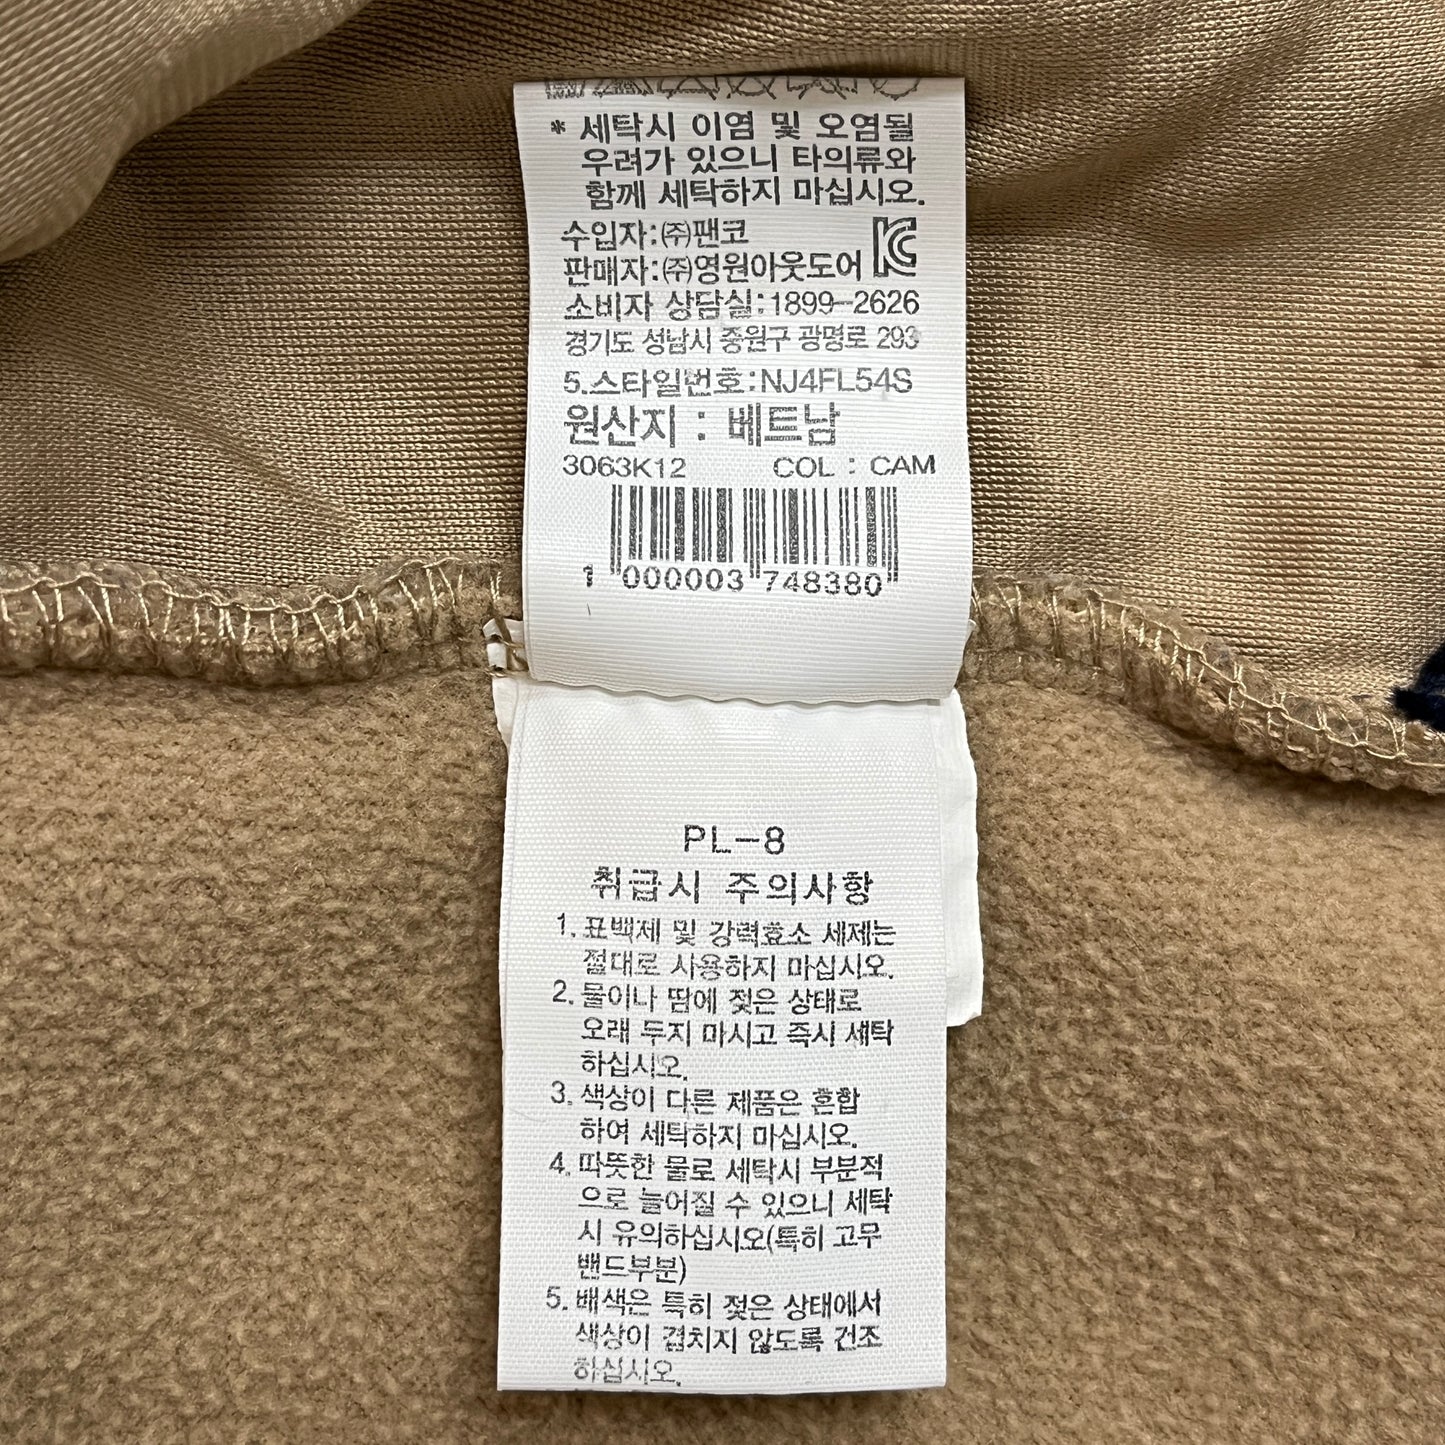 * 세탁시 이염 및 오염될
우려가 있으니 타의류와
함께 세탁하지 마십시오.
수입자:㈜팬코
판매자:㈜영원아웃도어
소비자 상담실:1899-2626
경기도 성남시 중원구 광명로 293
5.스타일번호:NJ4FL54S
원산지 : 베트남
3063K12 COL : CAM
1 000003 748380
PL-8
취급시 주의사항
1. 표백제 및 강력효소 세제는
절대로 사용하지 마십시오.
2. 물이나 땀에 젖은 상태로
오래 두지 마시고 즉시 세탁
하십시오.
3. 색상이 다른 제품은 혼합
하여 세탁하지 마십시오.
4. 따뜻한 물로 세탁시 부분적
으로 늘어질 수 있으니 세탁
시 유의하십시오(특히 고무
밴드부분)
5. 배색은 특히 젖은 상태에서
색상이 겹치지 않도록 건조
하십시오.